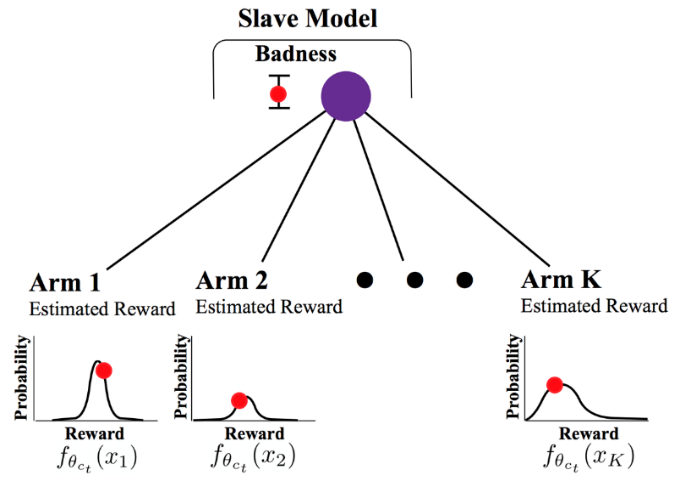 Slave Model
Badness
Arm 1
Estimated Reward
Arm 2
Estimated Reward
Arm K
Estimated Reward
Probability
Reward
f_{θ_{c_t}}(x_1)
Probability
Reward
f_{θ_{c_t}}(x_2)
Probability
Reward
f_{θ_{c_t}}(x_K)